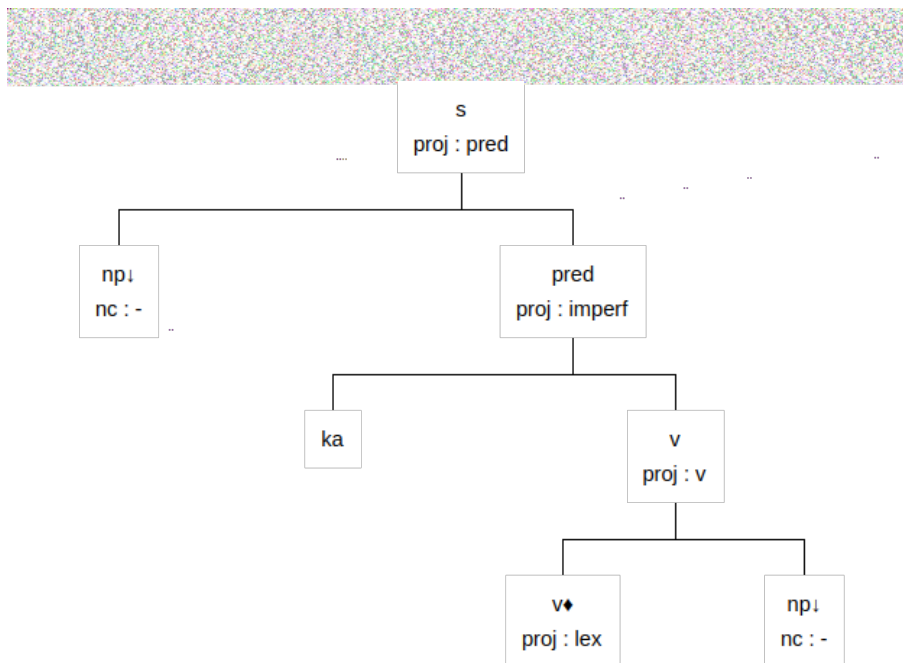 s
proj : pred
np↓
nc : -
pred
proj : imperf
ka
v
proj : v
v♦
proj : lex
np↓
nc : -